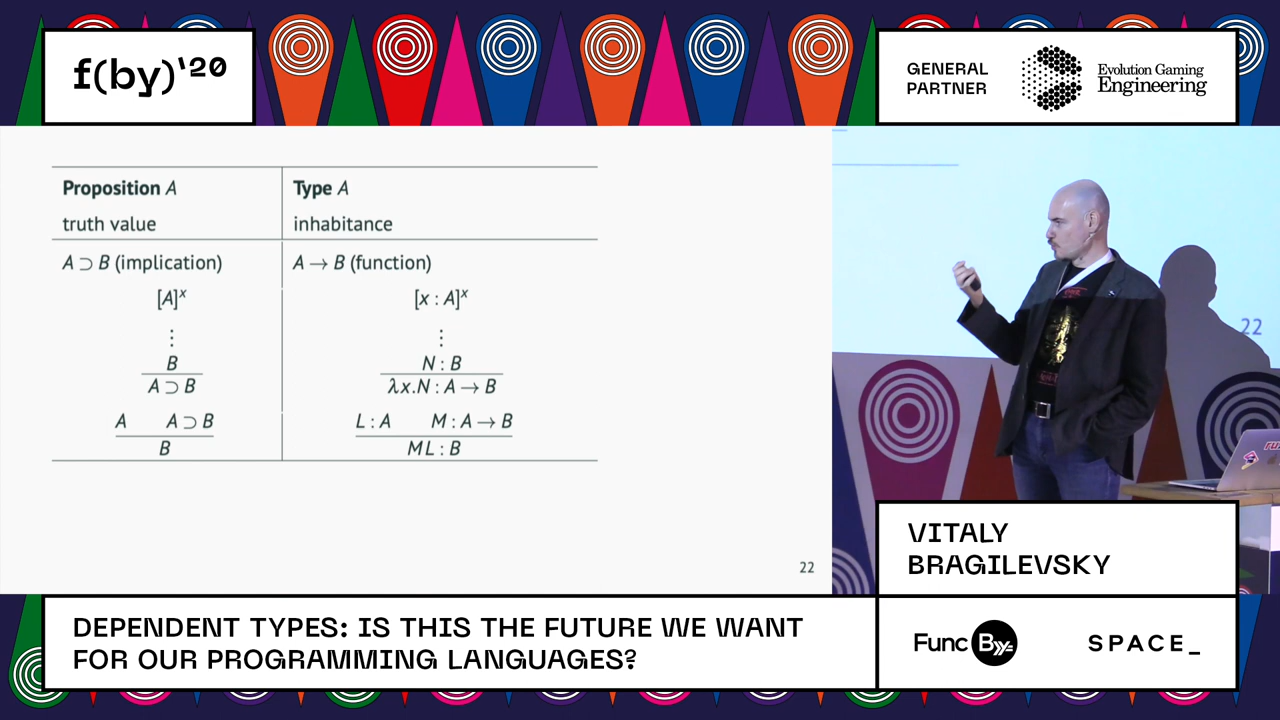 f(by)'20
GENERAL
PARTNER
Evolution Gaming
Engineering
Proposition A
Type A
truth value
inhabitance
A ⊃ B (implication)
A → B (function)
[A]ˣ
[x : A]ˣ
⋮
⋮
B
N : B
A ⊃ B
λx.N : A → B
A A ⊃ B
L : A M : A → B
B
M L : B
22
22
VITALY
BRAGILEVSKY
DEPENDENT TYPES: IS THIS THE FUTURE WE WANT
FOR OUR PROGRAMMING LANGUAGES?
Func By
SPACE_